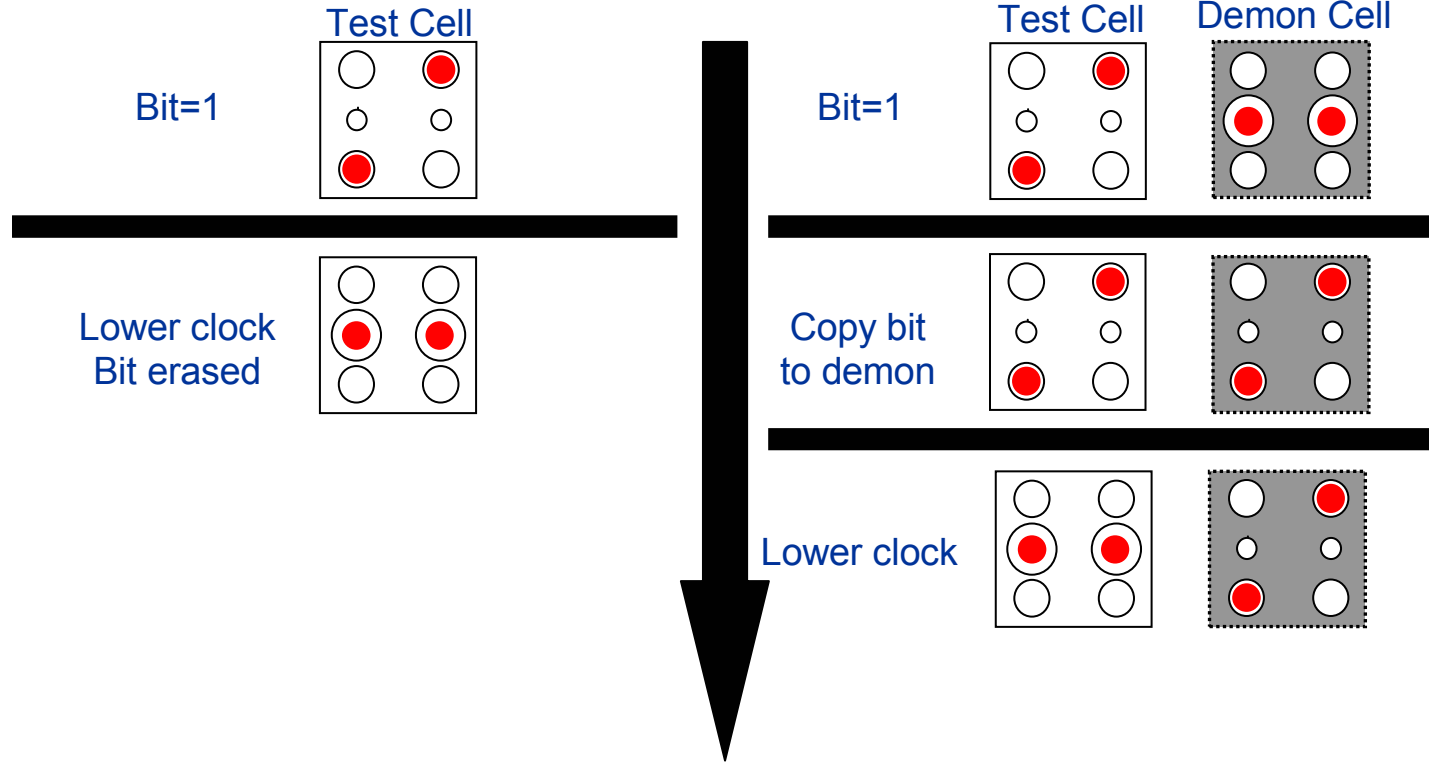 Test Cell
Bit=1
Lower clock
Bit erased
Test Cell
Demon Cell
Bit=1
Copy bit
to demon
Lower clock